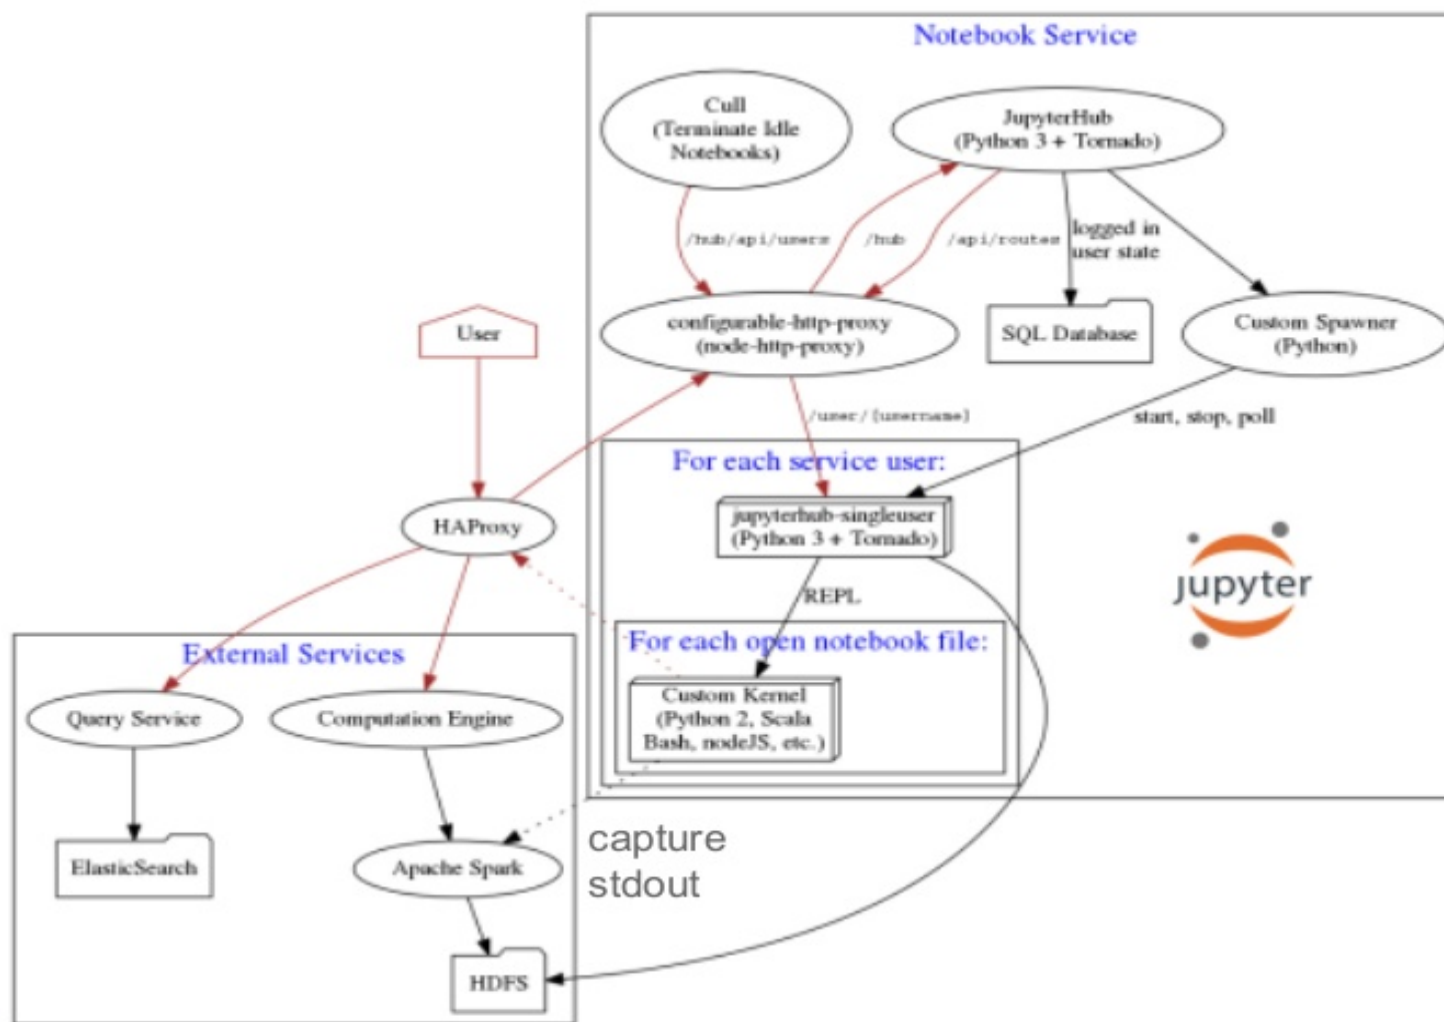 Notebook Service
Cull
(Terminate Idle
Notebooks)
JupyterHub
(Python 3 + Tornado)
/hub/api/users
/hub
/api/routes
logged in
user state
User
configurable-http-proxy
(node-http-proxy)
SQL Database
Custom Spawner
(Python)
/user/{username}
start, stop, poll
For each service user:
HAProxy
jupyterhub-singleuser
(Python 3 + Tornado)
jupyter
REPL
External Services
For each open notebook file:
Query Service
Computation Engine
Custom Kernel
(Python 2, Scala
Bash, nodeJS, etc.)
ElasticSearch
Apache Spark
capture
stdout
HDFS